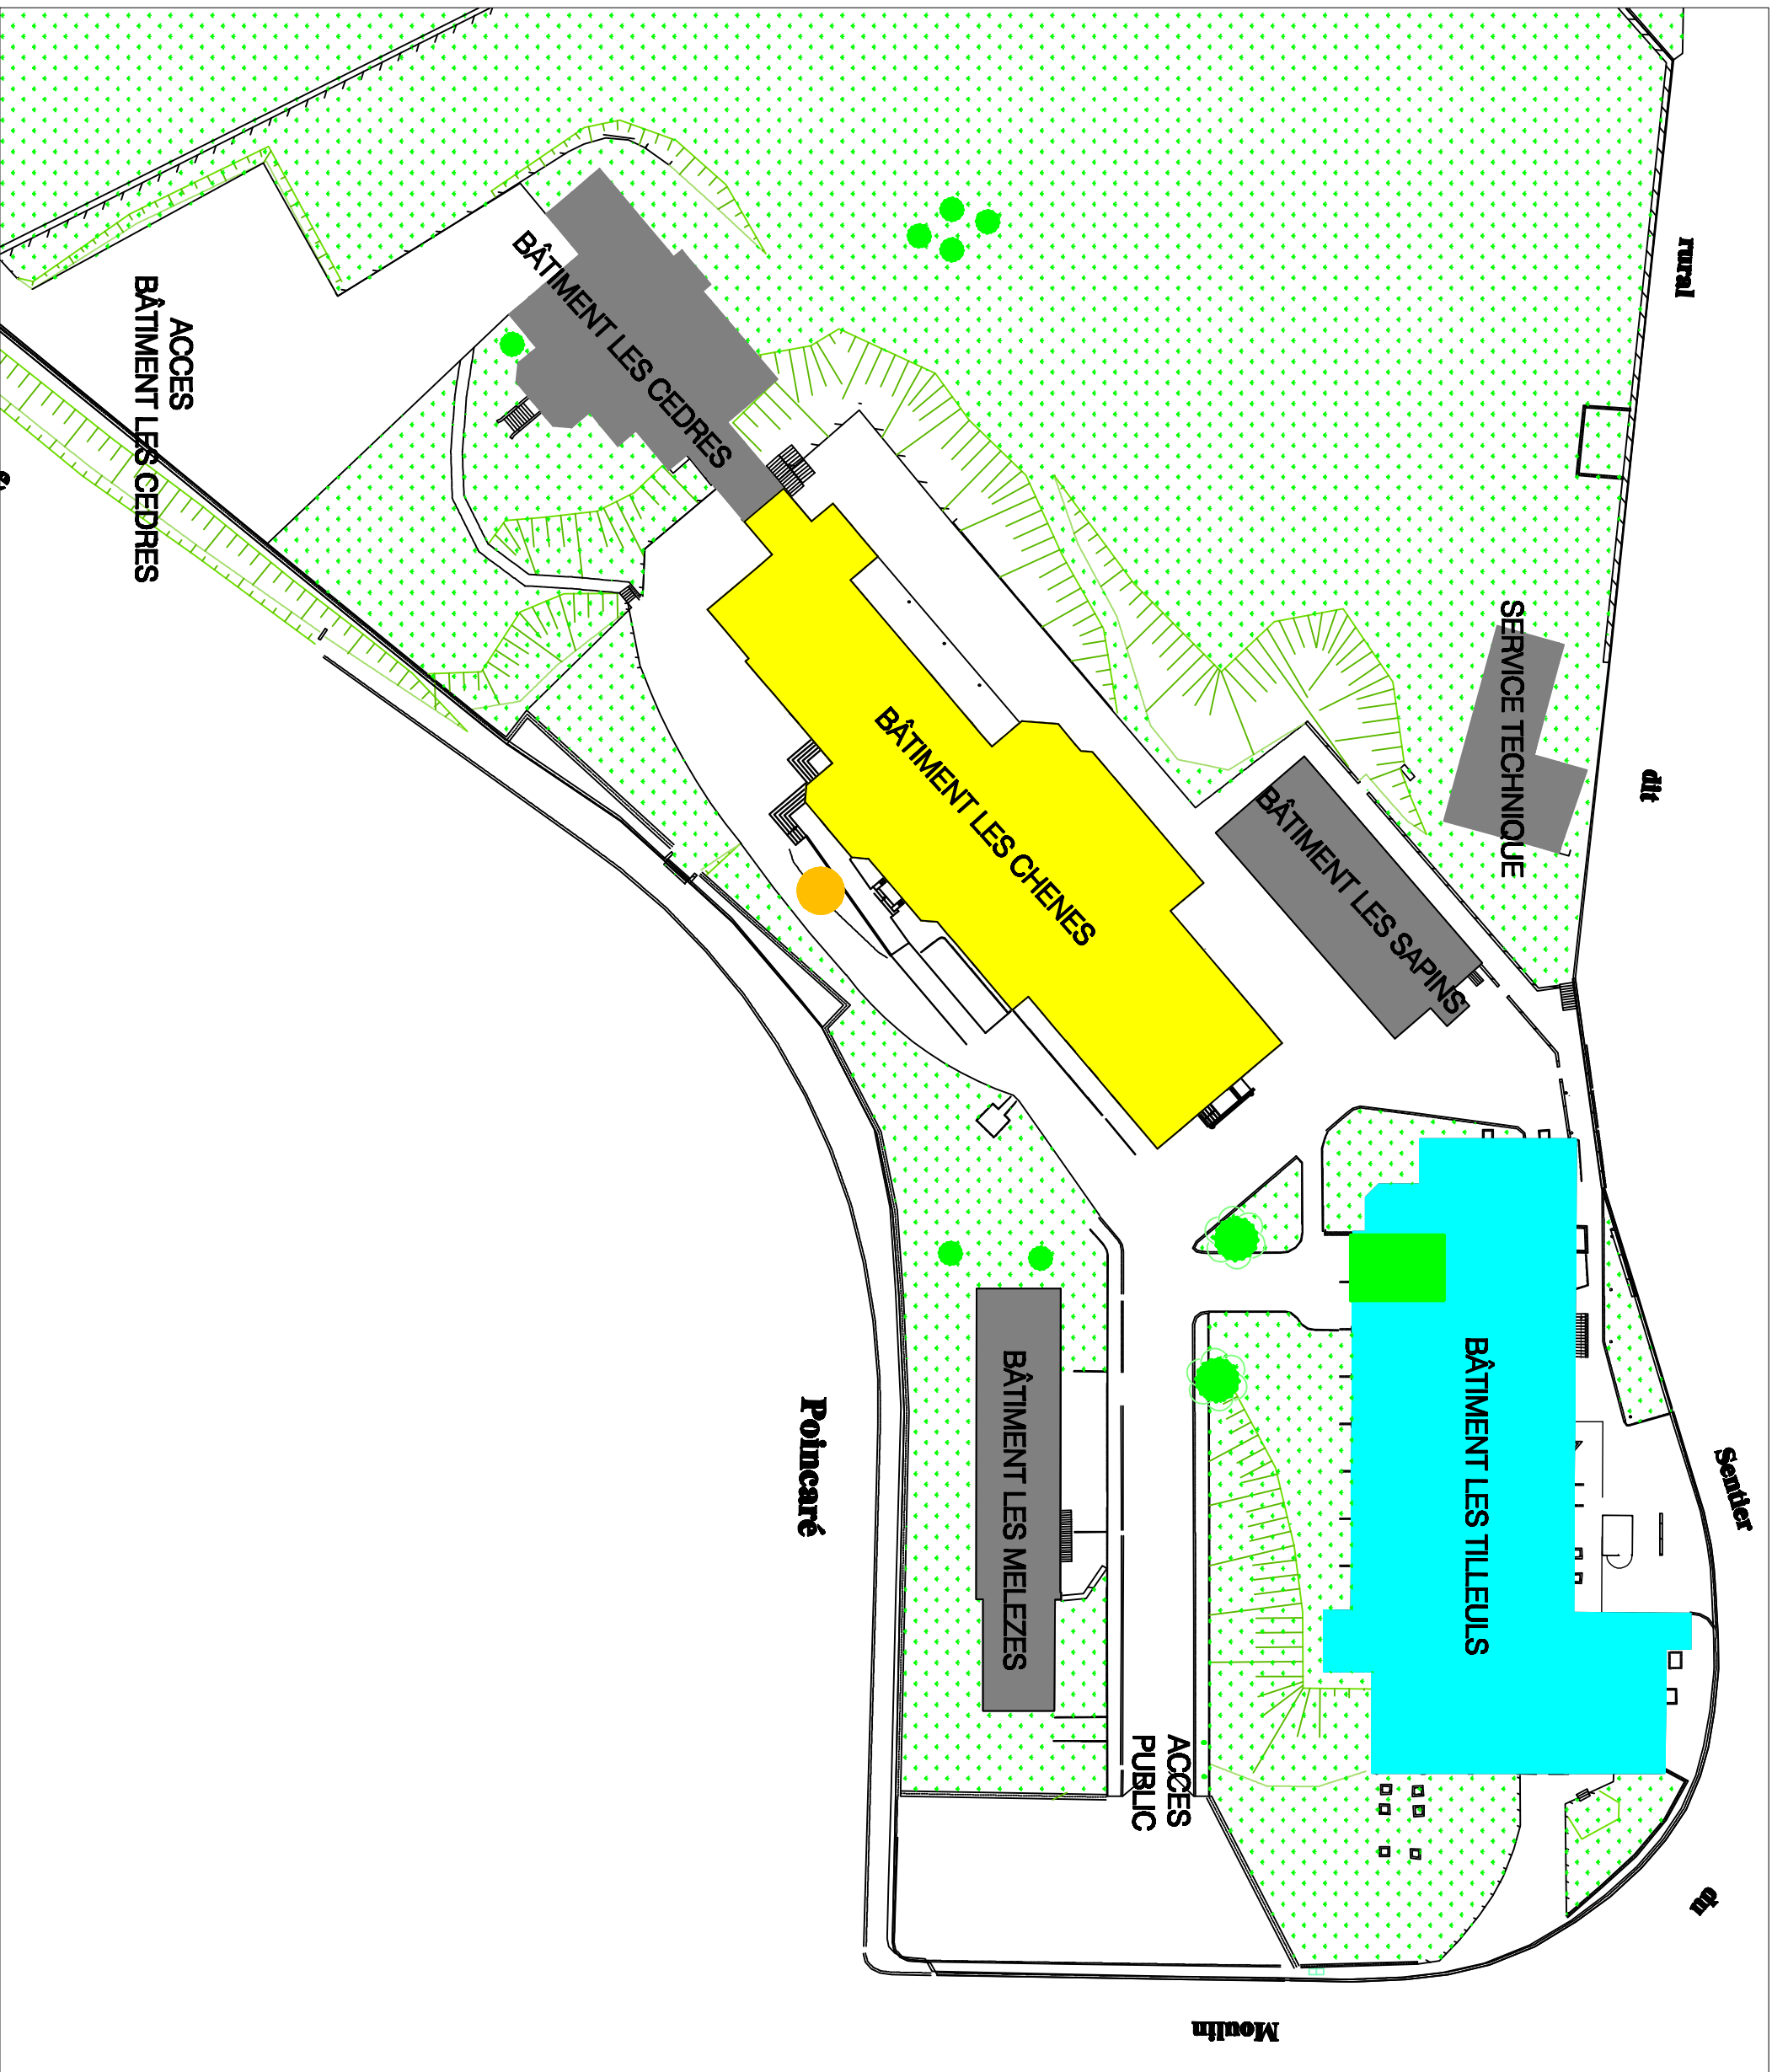 rural
BÂTIMENT LES CEDRES
ACCES
BÂTIMENT LES CEDRES
SERVICE TECHNIQUE
dit
BÂTIMENT LES CHENES
BÂTIMENT LES SAPINS
BÂTIMENT LES TILLEULS
BÂTIMENT LES MELEZES
Poincaré
Sentier
ACCES
PUBLIC
du
Moulin